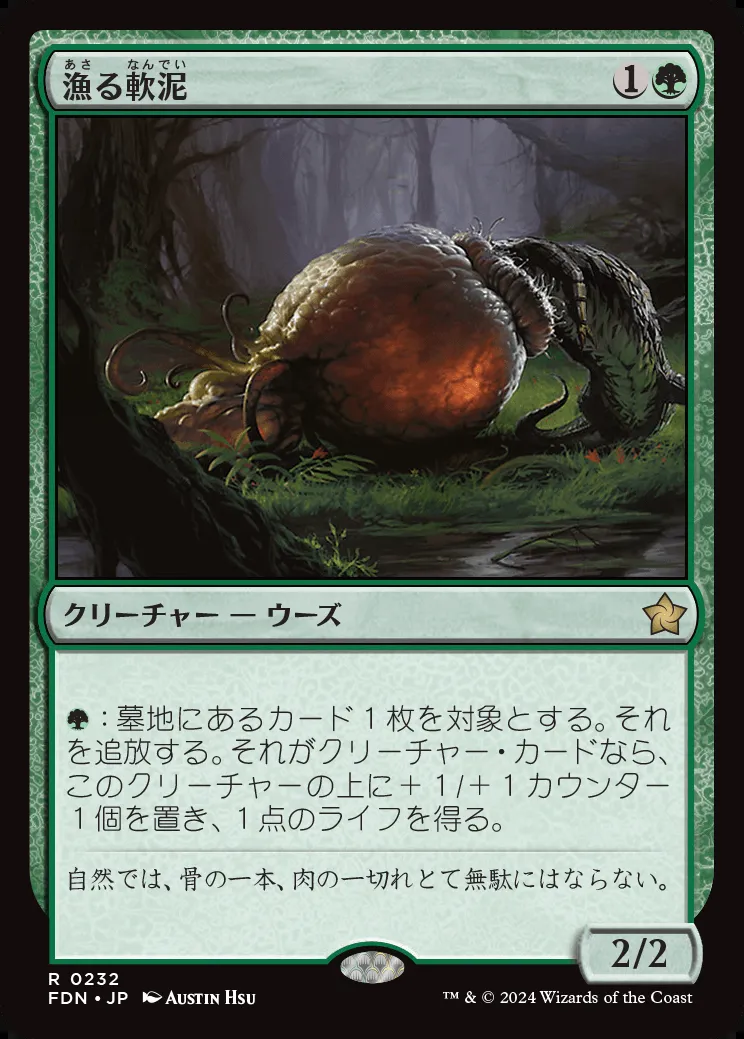 あさ なんでい
漁る軟泥 1
クリーチャー — ウーズ
:墓地にあるカード1枚を対象とする。それ
を追放する。それがクリーチャー・カードなら、
このクリーチャーの上に+1/+1カウンター
1個を置き、1点のライフを得る。
自然では、骨の一本、肉の一切れとて無駄にはならない。
2/2
R 0232
FDN • JP Austin Hsu
™ & © 2024 Wizards of the Coast